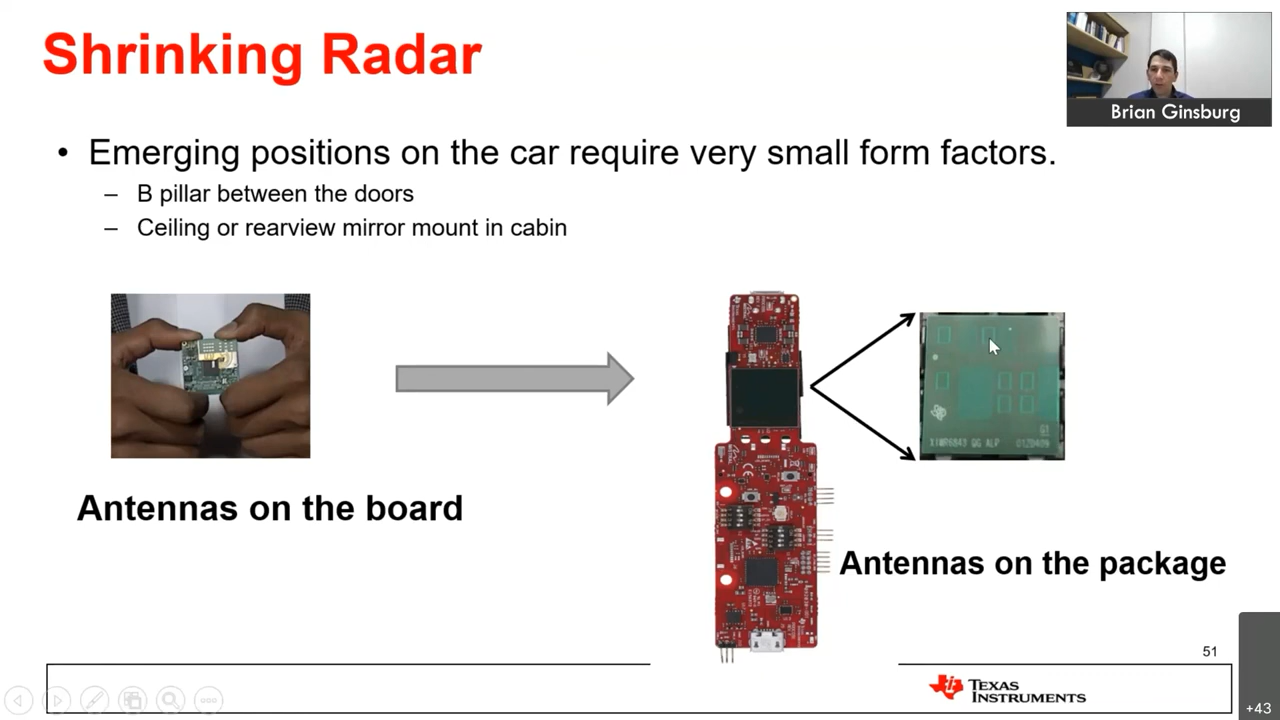 Shrinking Radar
Brian Ginsburg
• Emerging positions on the car require very small form factors.
– B pillar between the doors
– Ceiling or rearview mirror mount in cabin
Antennas on the board
Antennas on the package
51
TEXAS
INSTRUMENTS
+43